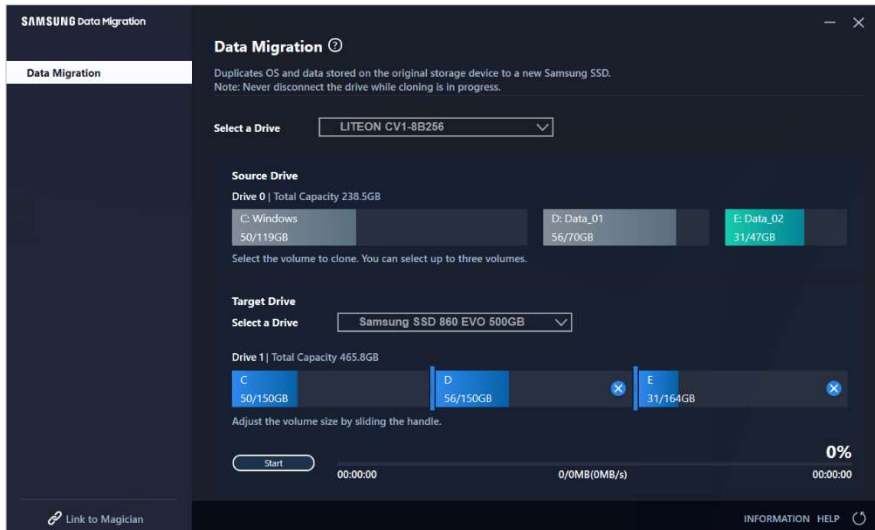 SAMSUNG Data Migration
Data Migration
Data Migration ?
Duplicates OS and data stored on the original storage device to a new Samsung SSD.
Note: Never disconnect the drive while cloning is in progress.
Select a Drive LITEON CV1-8B256
Source Drive
Drive 0 | Total Capacity 238.5GB
C: Windows D: Data_01 E: Data_02
50/119GB 56/70GB 31/47GB
Select the volume to clone. You can select up to three volumes.
Target Drive
Select a Drive Samsung SSD 860 EVO 500GB
Drive 1 | Total Capacity 465.8GB
C D E
50/150GB 56/150GB 31/164GB
Adjust the volume size by sliding the handle.
0%
Start
00:00:00 0/0MB(0MB/s) 00:00:00
Link to Magician
INFORMATION HELP